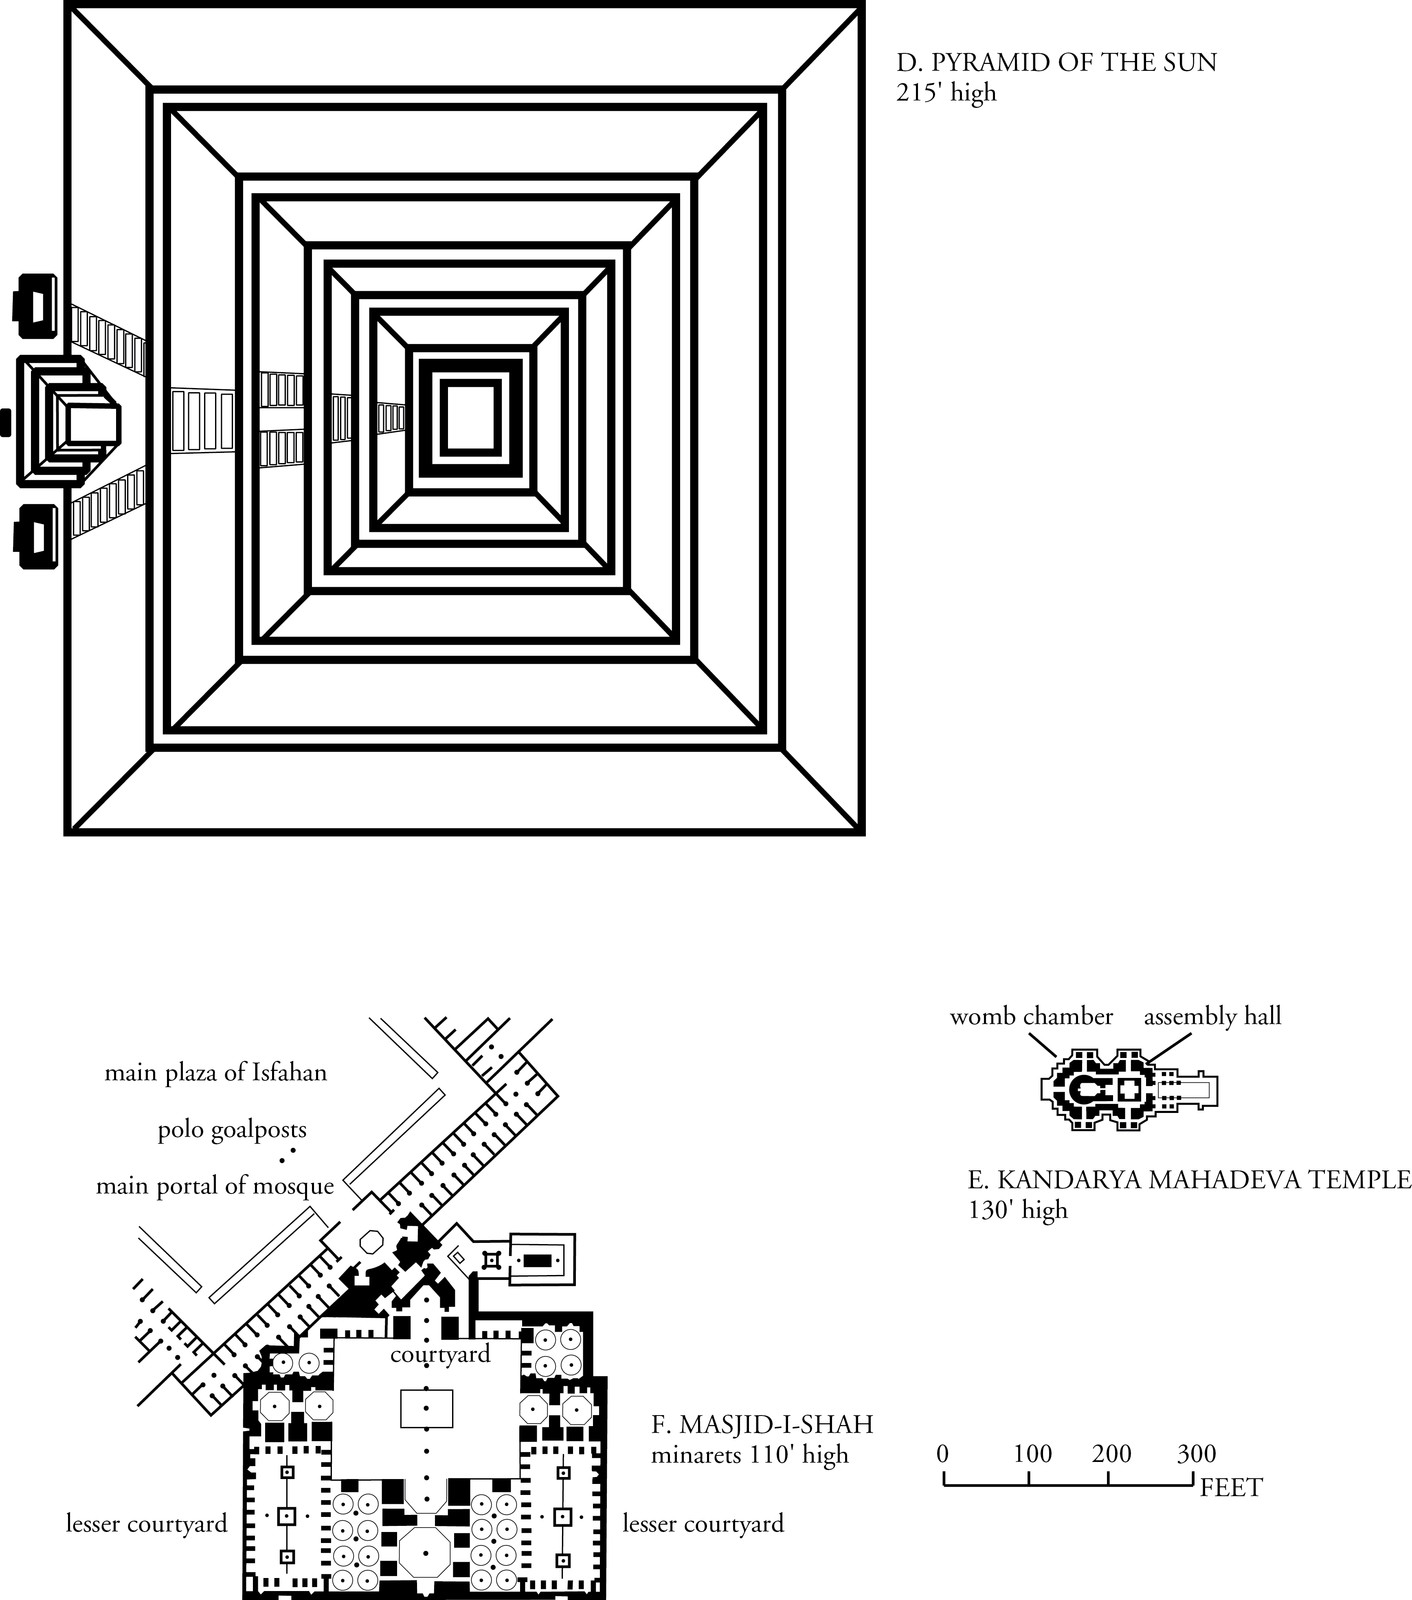 D. PYRAMID OF THE SUN
215' high
womb chamber
assembly hall
main plaza of Isfahan
polo goalposts
main portal of mosque
E. KANDARYA MAHADEVA TEMPLE
130' high
courtyard
F. MASJID-I-SHAH
minarets 110' high
0 100 200 300
FEET
lesser courtyard
lesser courtyard